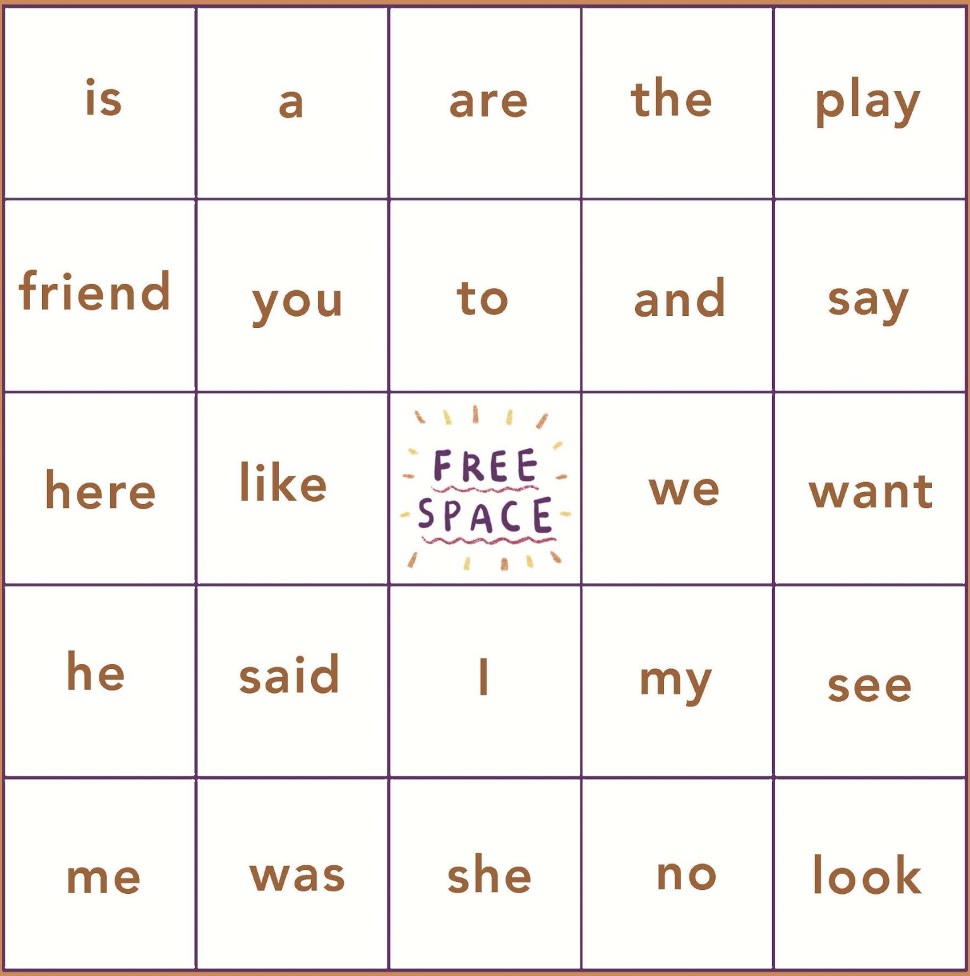 is a are the play
friend you to and say
here like FREE we want
SPACE
he said I my see
me was she no look